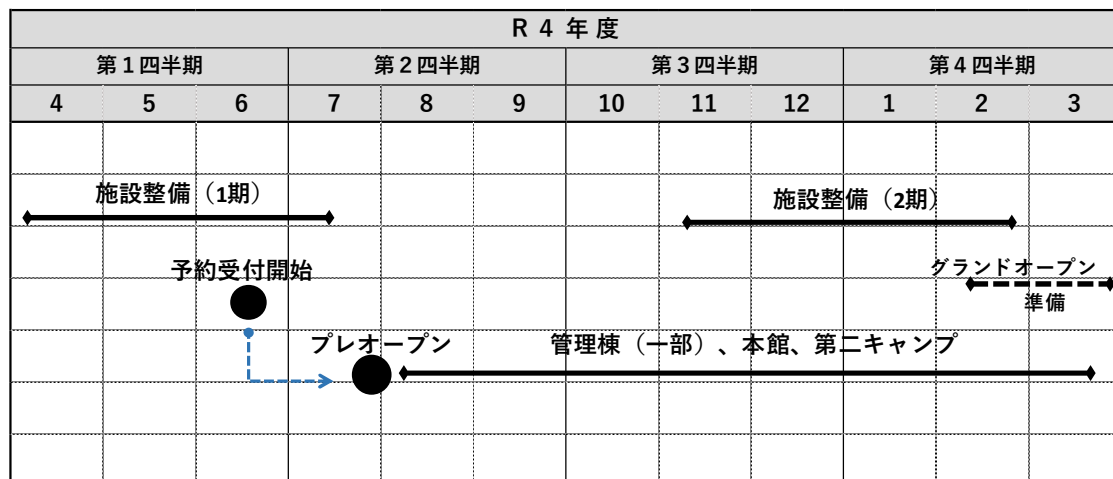 R４年度
第１四半期 第２四半期 第３四半期 第４四半期
4 5 6 7 8 9 10 11 12 1 2 3
施設整備（1期）
施設整備（2期）
予約受付開始
グランドオープン
準備
プレオープン
管理棟（一部）、本館、第二キャンプ